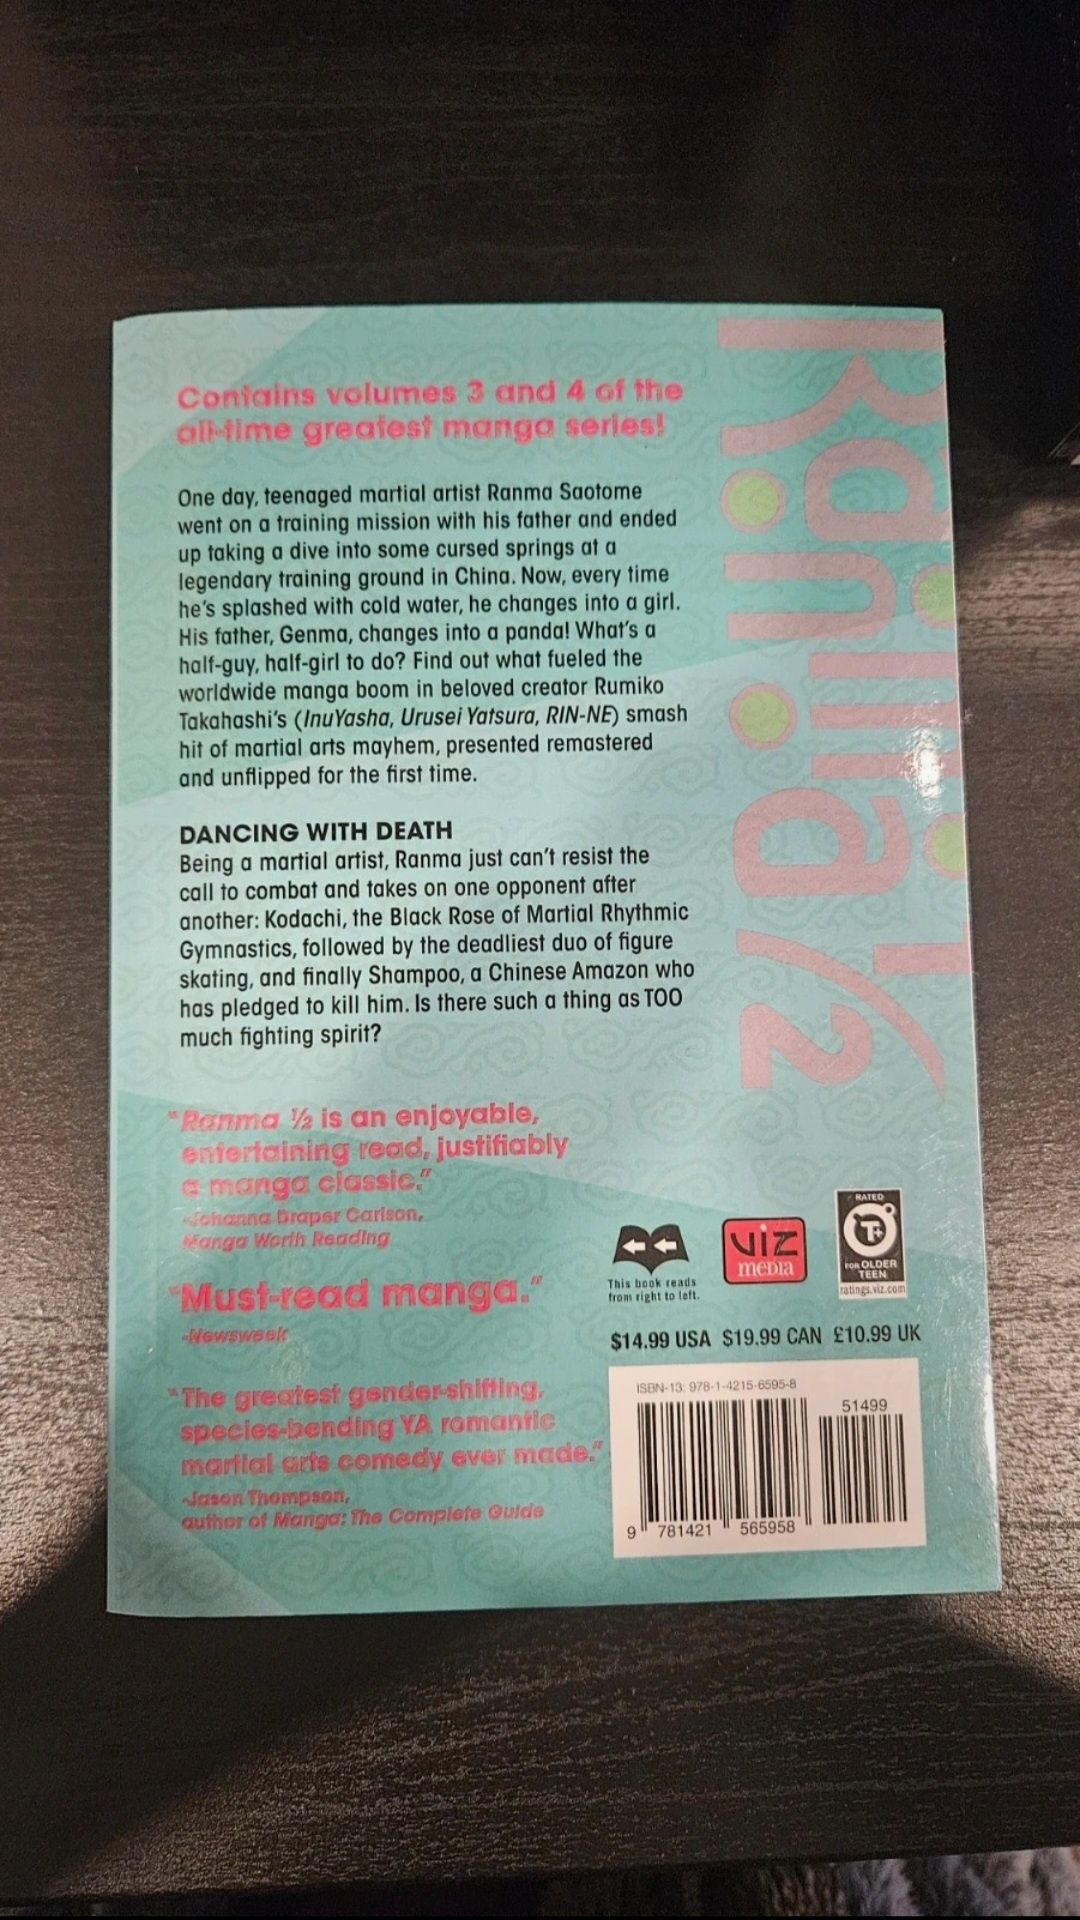 Contains volumes 3 and 4 of the
all-time greatest manga series!
One day, teenaged martial artist Ranma Saotome
went on a training mission with his father and ended
up taking a dive into some cursed springs at a
legendary training ground in China. Now, every time
he's splashed with cold water, he changes into a girl.
His father, Genma, changes into a panda! What's a
half-guy, half-girl to do? Find out what fueled the
worldwide manga boom in beloved creator Rumiko
Takahashi's (InuYasha, Urusei Yatsura, RIN-NE) smash
hit of martial arts mayhem, presented remastered
and unflipped for the first time.
DANCING WITH DEATH
Being a martial artist, Ranma just can't resist the
call to combat and takes on one opponent after
another: Kodachi, the Black Rose of Martial Rhythmic
Gymnastics, followed by the deadliest duo of figure
skating, and finally Shampoo, a Chinese Amazon who
has pledged to kill him. Is there such a thing as TOO
much fighting spirit?
"Ranma ½ is an enjoyable,
entertaining read, justifiably
a manga classic."
-Johanna Draper Carlson,
Manga Worth Reading
"Must-read manga."
-Newsweek
"The greatest gender-shifting,
species-bending YA romantic
martial arts comedy ever made."
-Jason Thompson,
author of Manga: The Complete Guide
Ranma ½
This book reads
from right to left.
VIZ
MEDIA
RATED
T+
FOR OLDER
TEEN
ratings.viz.com
$14.99 USA $19.99 CAN £10.99 UK
ISBN-13: 978-1-4215-6595-8
51499
9 781421 565958